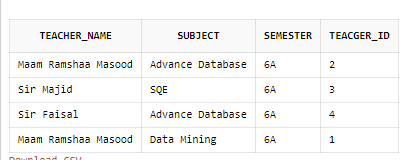 TEACHER_NAME SUBJECT SEMESTER TEACGER_ID
Maam Ramshaa Masood Advance Database 6A 2
Sir Majid SQE 6A 3
Sir Faisal Advance Database 6A 4
Maam Ramshaa Masood Data Mining 6A 1
Download CSV